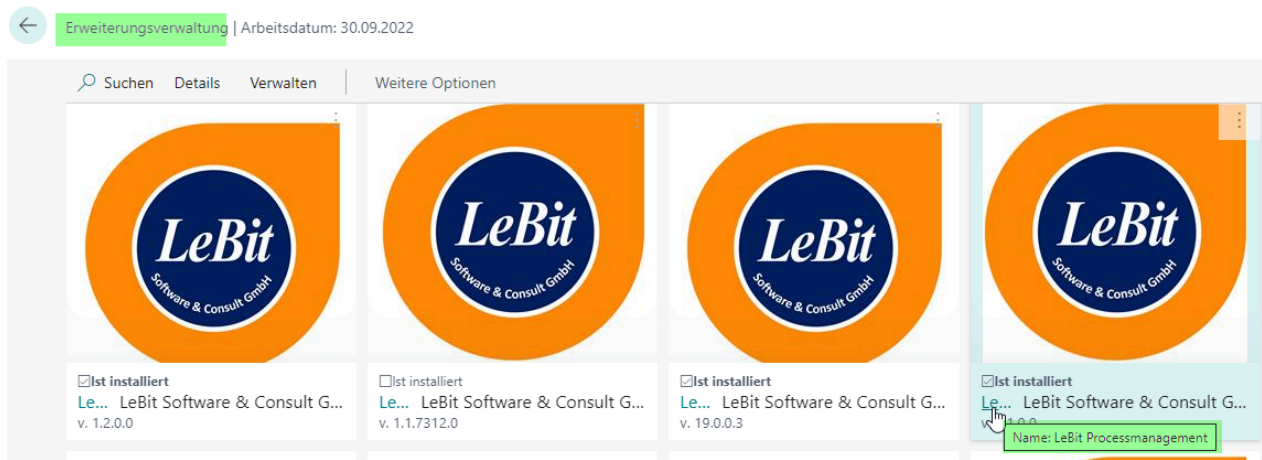 Erweiterungsverwaltung | Arbeitsdatum: 30.09.2022
Suchen Details Verwalten Weitere Optionen
LeBit
Software & Consult GmbH
LeBit
Software & Consult GmbH
LeBit
Software & Consult GmbH
LeBit
Software & Consult GmbH
Ist installiert
Le... LeBit Software & Consult G...
v. 1.2.0.0
Ist installiert
Le... LeBit Software & Consult G...
v. 1.1.7312.0
Ist installiert
Le... LeBit Software & Consult G...
v. 19.0.0.3
Ist installiert
Le... LeBit Software & Consult G...
Name: LeBit Processmanagement